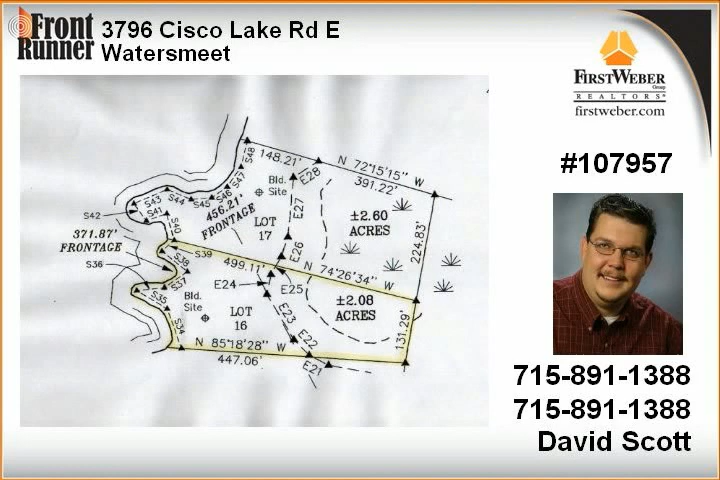 Front
Runner
3796 Cisco Lake Rd E
Watersmeet
FIRSTWEBER
Group
REALTORS®
firstweber.com
#107957
S48
148.21'
E28
N 72°15'15" W
391.22'
S47
S46
S45
S44
S43
S42
S41
S40
Bld.
Site
456.21'
FRONTAGE
LOT
17
E27
E26
±2.60
ACRES
224.83'
371.87'
FRONTAGE
S39
S38
S37
S36
S35
S34
499.11'
N 74°26'34" W
E25
E24
E23
E22
E21
Bld.
Site
LOT
16
±2.08
ACRES
131.29'
N 85°18'28" W
447.06'
715-891-1388
715-891-1388
David Scott